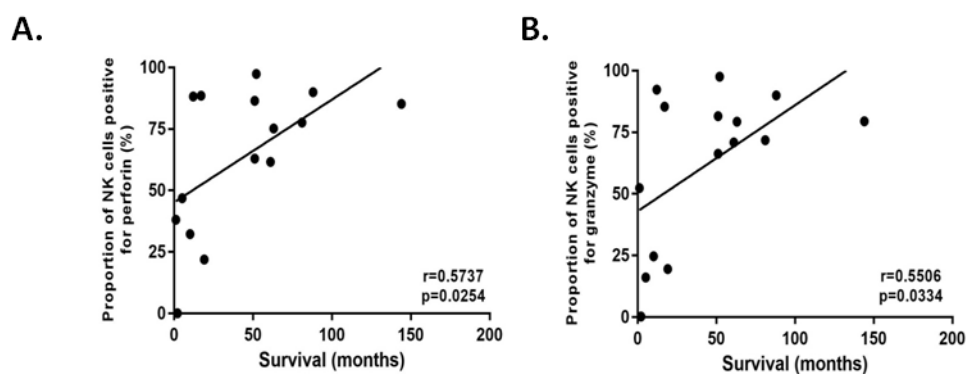 A.
Proportion of NK cells positive
for perforin (%)
100
75
50
25
0
0
50
100
150
200
Survival (months)
r=0.5737
p=0.0254
B.
Proportion of NK cells positive
for granzyme (%)
100
75
50
25
0
0
50
100
150
200
Survival (months)
r=0.5506
p=0.0334